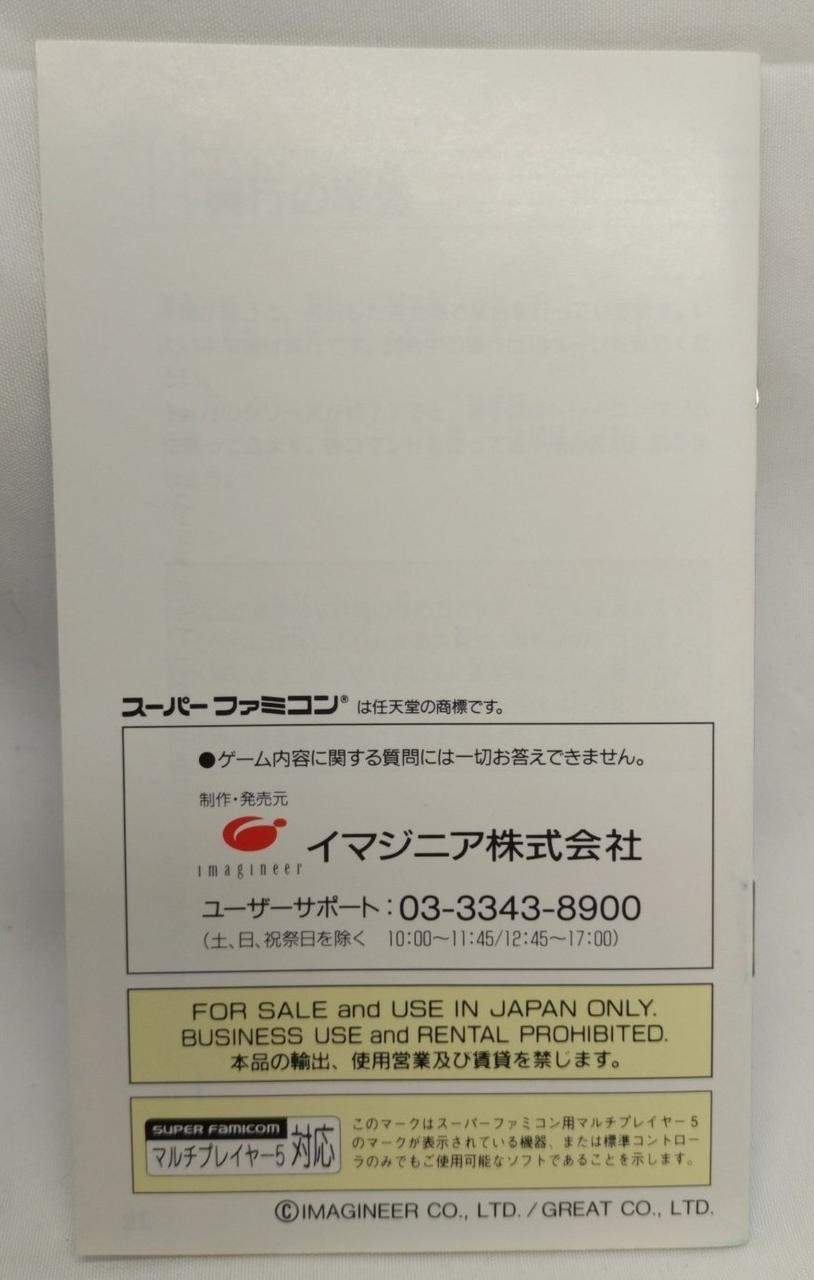 スーパーファミコン® は任天堂の商標です。
●ゲーム内容に関する質問には一切お答えできません。
制作・発売元
imagineer イマジニア株式会社
ユーザーサポート：03-3343-8900
（土、日、祝祭日を除く 10:00〜11:45/12:45〜17:00）
FOR SALE and USE IN JAPAN ONLY.
BUSINESS USE and RENTAL PROHIBITED.
本品の輸出、使用営業及び賃貸を禁じます。
SUPER FAMICOM
マルチプレイヤー5 対応
このマークはスーパーファミコン用マルチプレイヤー5
のマークが表示されている機器、または標準コントロー
ラのみでもご使用可能なソフトであることを示します。
©IMAGINEER CO., LTD. / GREAT CO., LTD.